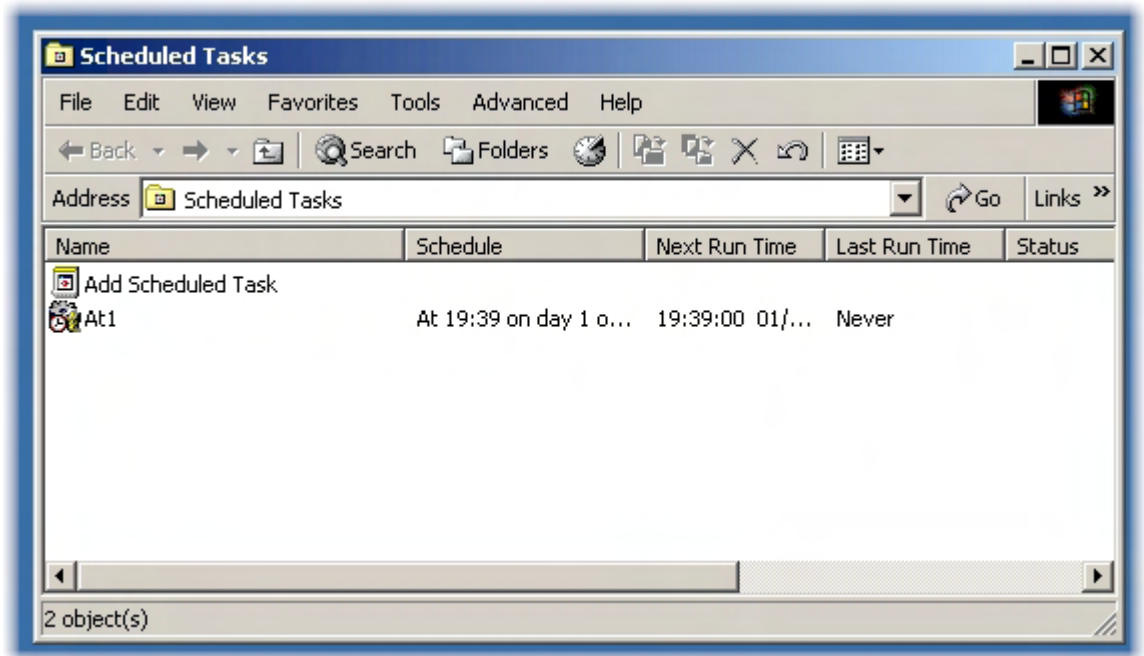 Scheduled Tasks
File Edit View Favorites Tools Advanced Help
Back Search Folders
Address Scheduled Tasks Go Links »
Name Schedule Next Run Time Last Run Time Status
Add Scheduled Task
At1 At 19:39 on day 1 o... 19:39:00 01/... Never
2 object(s)